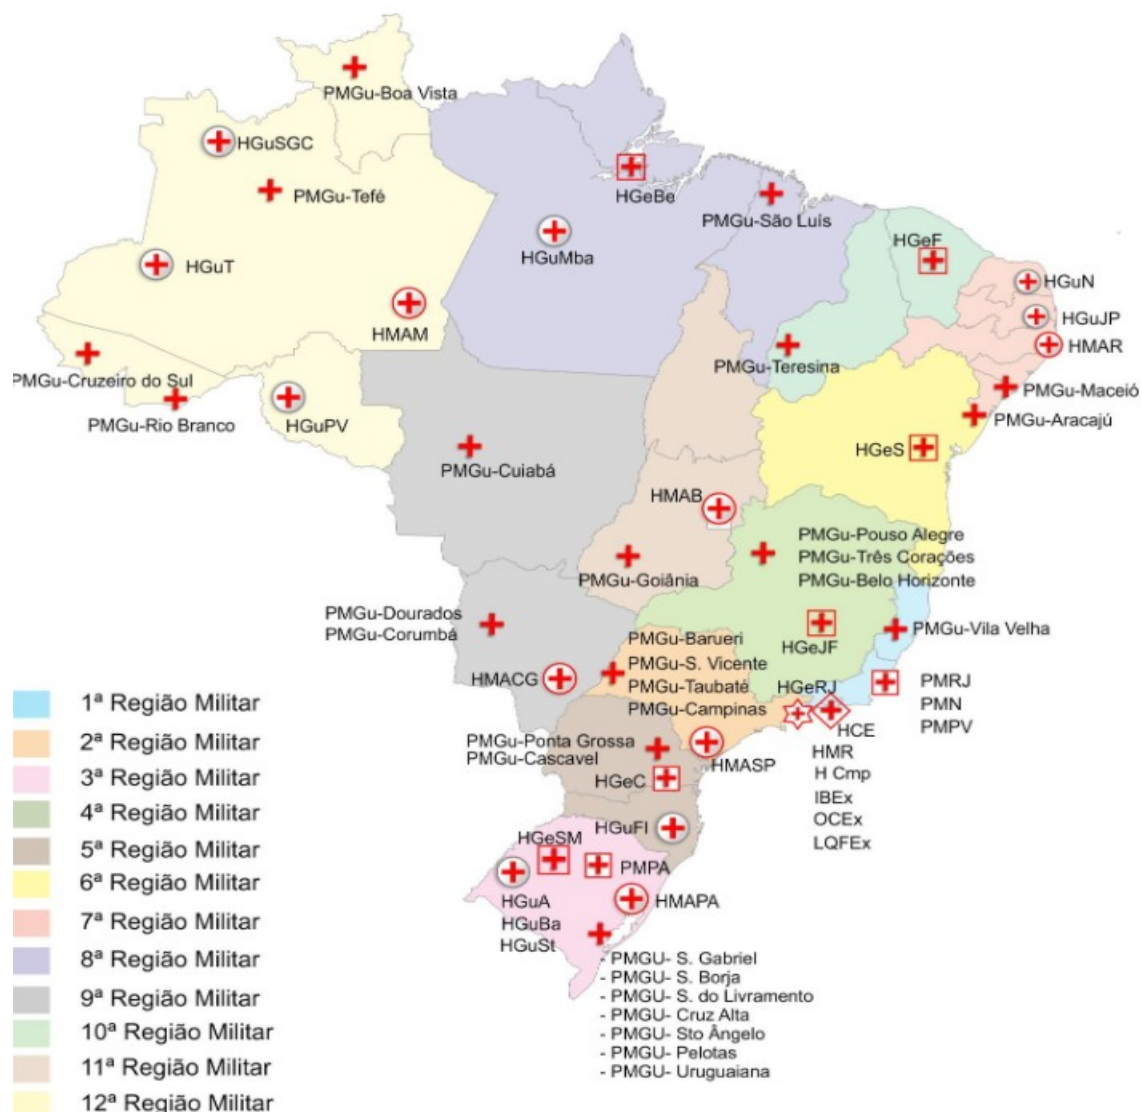 PMGu-Boa Vista
HGuSGC
PMGu-Tefé
HGeBe
PMGu-São Luís
HGuMba
HGeF
HGuT
HGuN
HMAM
HGuJP
HMAR
PMGu-Cruzeiro do Sul
PMGu-Teresina
PMGu-Maceió
PMGu-Rio Branco
HGuPV
PMGu-Aracajú
HGeS
PMGu-Cuiabá
HMAB
PMGu-Pouso Alegre
PMGu-Três Corações
PMGu-Belo Horizonte
PMGu-Goiânia
PMGu-Dourados
PMGu-Corumbá
PMGu-Vila Velha
PMGu-Barueri
HGeJF
PMGu-S. Vicente
PMGu-Taubaté
PMGu-Campinas
HMACG
HGeRJ
PMRJ
PMN
PMPV
HCE
HMR
H Cmp
IBEx
OCEx
LQFEx
PMGu-Ponta Grossa
PMGu-Cascavel
HMASP
HGeC
HGuFl
HGeSM
PMPA
HGuA
HGuBa
HGuSt
HMAPA
- PMGU- S. Gabriel
- PMGU- S. Borja
- PMGU- S. do Livramento
- PMGU- Cruz Alta
- PMGU- Sto Ângelo
- PMGU- Pelotas
- PMGU- Uruguaiana
1ª Região Militar
2ª Região Militar
3ª Região Militar
4ª Região Militar
5ª Região Militar
6ª Região Militar
7ª Região Militar
8ª Região Militar
9ª Região Militar
10ª Região Militar
11ª Região Militar
12ª Região Militar